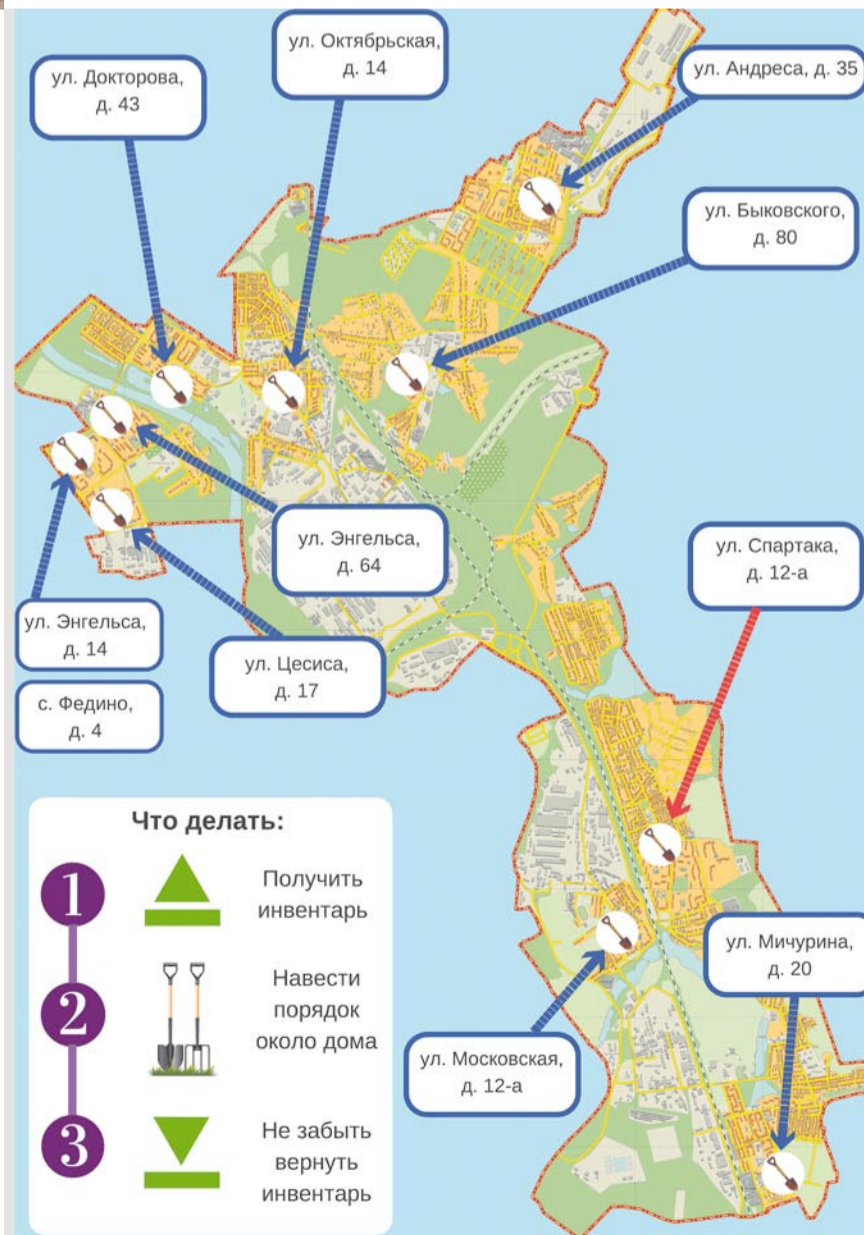 ул. Октябрьская,
д. 14
ул. Докторова,
д. 43
ул. Андреса, д. 35
ул. Быковского,
д. 80
ул. Энгельса,
д. 64
ул. Спартака,
д. 12-а
ул. Энгельса,
д. 14
ул. Цесиса,
д. 17
с. Федино,
д. 4
Что делать:
1
Получить
инвентарь
2
Навести
порядок
около дома
3
Не забыть
вернуть
инвентарь
ул. Мичурина,
д. 20
ул. Московская,
д. 12-а